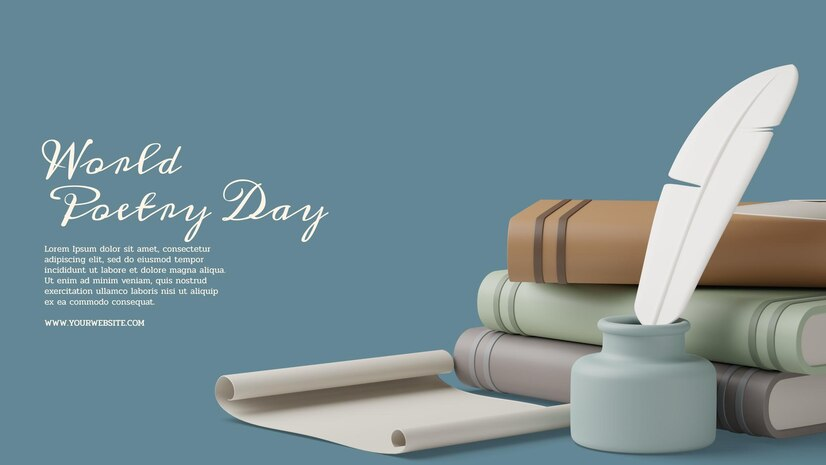 World
Poetry Day
Lorem Ipsum dolor sit amet, consectetur
adipiscing elit, sed do eiusmod tempor
incididunt ut labore et dolore magna aliqua.
Ut enim ad minim veniam, quis nostrud
exercitation ullamco laboris nisi ut aliquip
ex ea commodo consequat.
WWW.YOURWEBSITE.COM